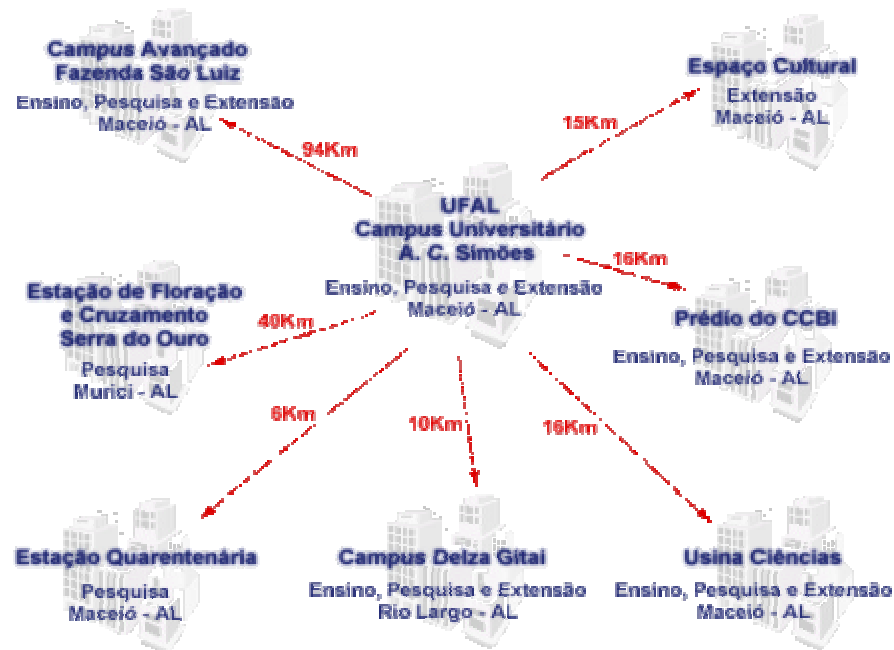 Campus Avançado
Fazenda São Luiz
Ensino, Pesquisa e Extensão
Maceió - AL
94Km
Espaço Cultural
Extensão
Maceió - AL
15Km
UFAL
Campus Universitário
A. C. Simões
Ensino, Pesquisa e Extensão
Maceió - AL
16Km
Prédio do CCBI
Ensino, Pesquisa e Extensão
Maceió - AL
Estação de Floração
e Cruzamento
Serra do Ouro
Pesquisa
Murici - AL
40Km
6Km
10Km
16Km
Estação Quarentenária
Pesquisa
Maceió - AL
Campus Delza Gitai
Ensino, Pesquisa e Extensão
Rio Largo - AL
Usina Ciências
Ensino, Pesquisa e Extensão
Maceió - AL